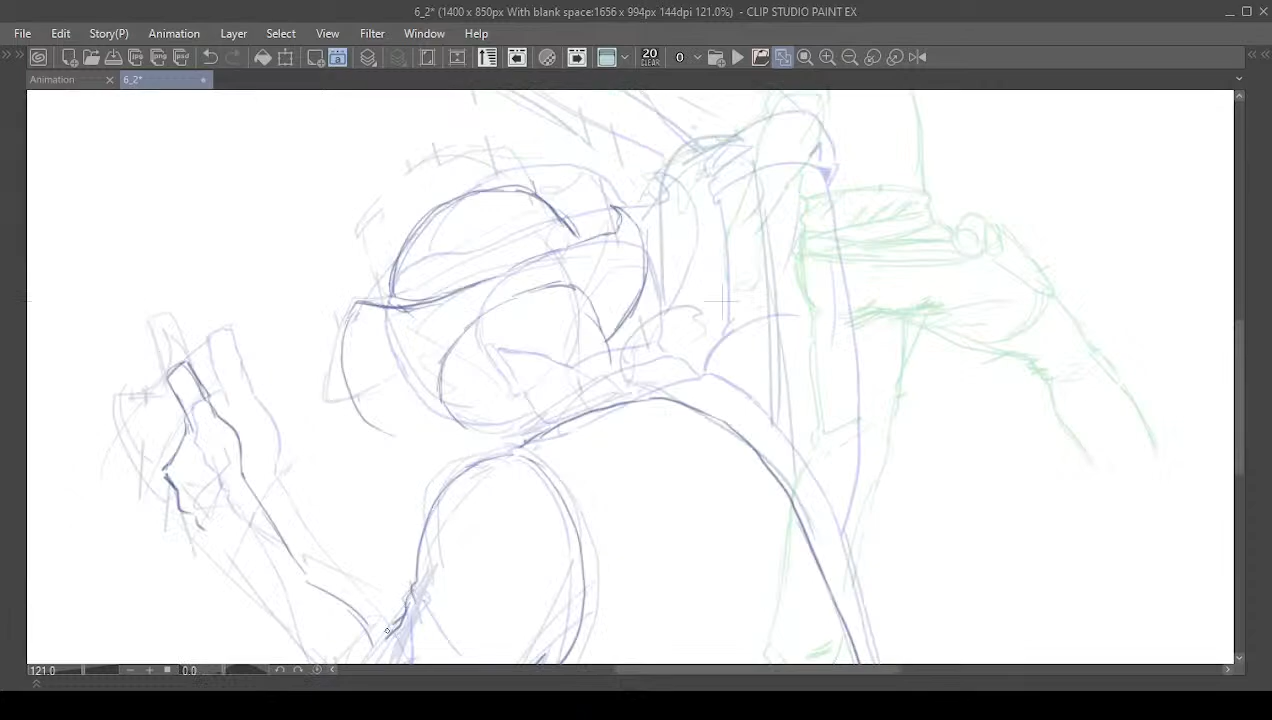 6_2* (1400 x 850px With blank space:1656 x 994px 144dpi 121.0%)  - CLIP STUDIO PAINT EX
File Edit Story(P) Animation Layer Select View Filter Window Help
20 CLEAR 0
Animation 6_2*
121.0 0.0